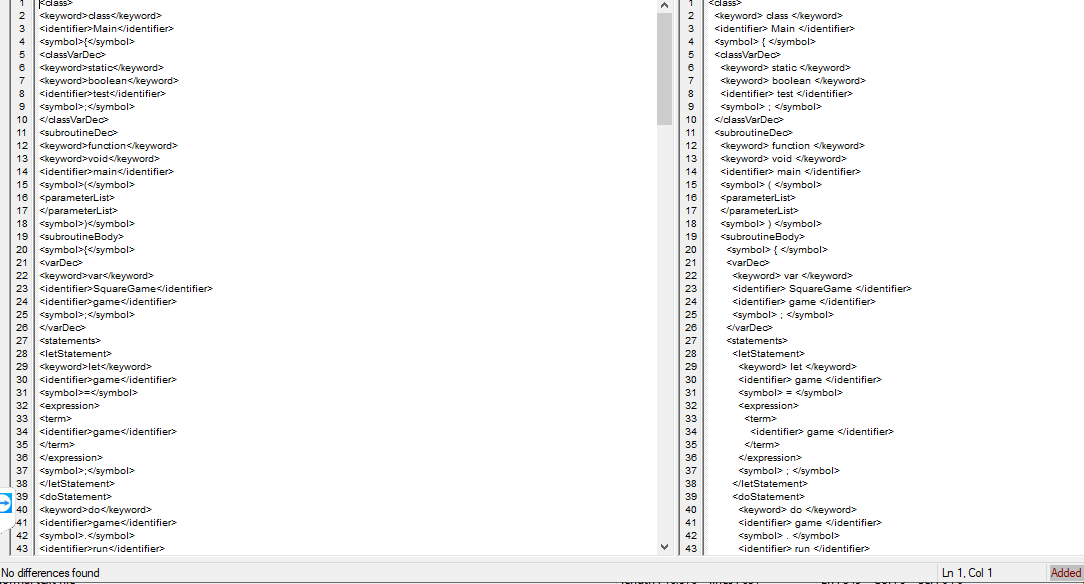 1 <class>
2 <keyword>class</keyword>
3 <identifier>Main</identifier>
4 <symbol>{</symbol>
5 <classVarDec>
6 <keyword>static</keyword>
7 <keyword>boolean</keyword>
8 <identifier>test</identifier>
9 <symbol>;</symbol>
10 </classVarDec>
11 <subroutineDec>
12 <keyword>function</keyword>
13 <keyword>void</keyword>
14 <identifier>main</identifier>
15 <symbol>(</symbol>
16 <parameterList>
17 </parameterList>
18 <symbol>)</symbol>
19 <subroutineBody>
20 <symbol>{</symbol>
21 <varDec>
22 <keyword>var</keyword>
23 <identifier>SquareGame</identifier>
24 <identifier>game</identifier>
25 <symbol>;</symbol>
26 </varDec>
27 <statements>
28 <letStatement>
29 <keyword>let</keyword>
30 <identifier>game</identifier>
31 <symbol>=</symbol>
32 <expression>
33 <term>
34 <identifier>game</identifier>
35 </term>
36 </expression>
37 <symbol>;</symbol>
38 </letStatement>
39 <doStatement>
40 <keyword>do</keyword>
41 <identifier>game</identifier>
42 <symbol>.</symbol>
43 <identifier>run</identifier>
1 <class>
2 <keyword> class </keyword>
3 <identifier> Main </identifier>
4 <symbol> { </symbol>
5 <classVarDec>
6 <keyword> static </keyword>
7 <keyword> boolean </keyword>
8 <identifier> test </identifier>
9 <symbol> ; </symbol>
10 </classVarDec>
11 <subroutineDec>
12 <keyword> function </keyword>
13 <keyword> void </keyword>
14 <identifier> main </identifier>
15 <symbol> ( </symbol>
16 <parameterList>
17 </parameterList>
18 <symbol> ) </symbol>
19 <subroutineBody>
20 <symbol> { </symbol>
21 <varDec>
22 <keyword> var </keyword>
23 <identifier> SquareGame </identifier>
24 <identifier> game </identifier>
25 <symbol> ; </symbol>
26 </varDec>
27 <statements>
28 <letStatement>
29 <keyword> let </keyword>
30 <identifier> game </identifier>
31 <symbol> = </symbol>
32 <expression>
33 <term>
34 <identifier> game </identifier>
35 </term>
36 </expression>
37 <symbol> ; </symbol>
38 </letStatement>
39 <doStatement>
40 <keyword> do </keyword>
41 <identifier> game </identifier>
42 <symbol> . </symbol>
43 <identifier> run </identifier>
No differences found
Ln 1, Col 1
Added